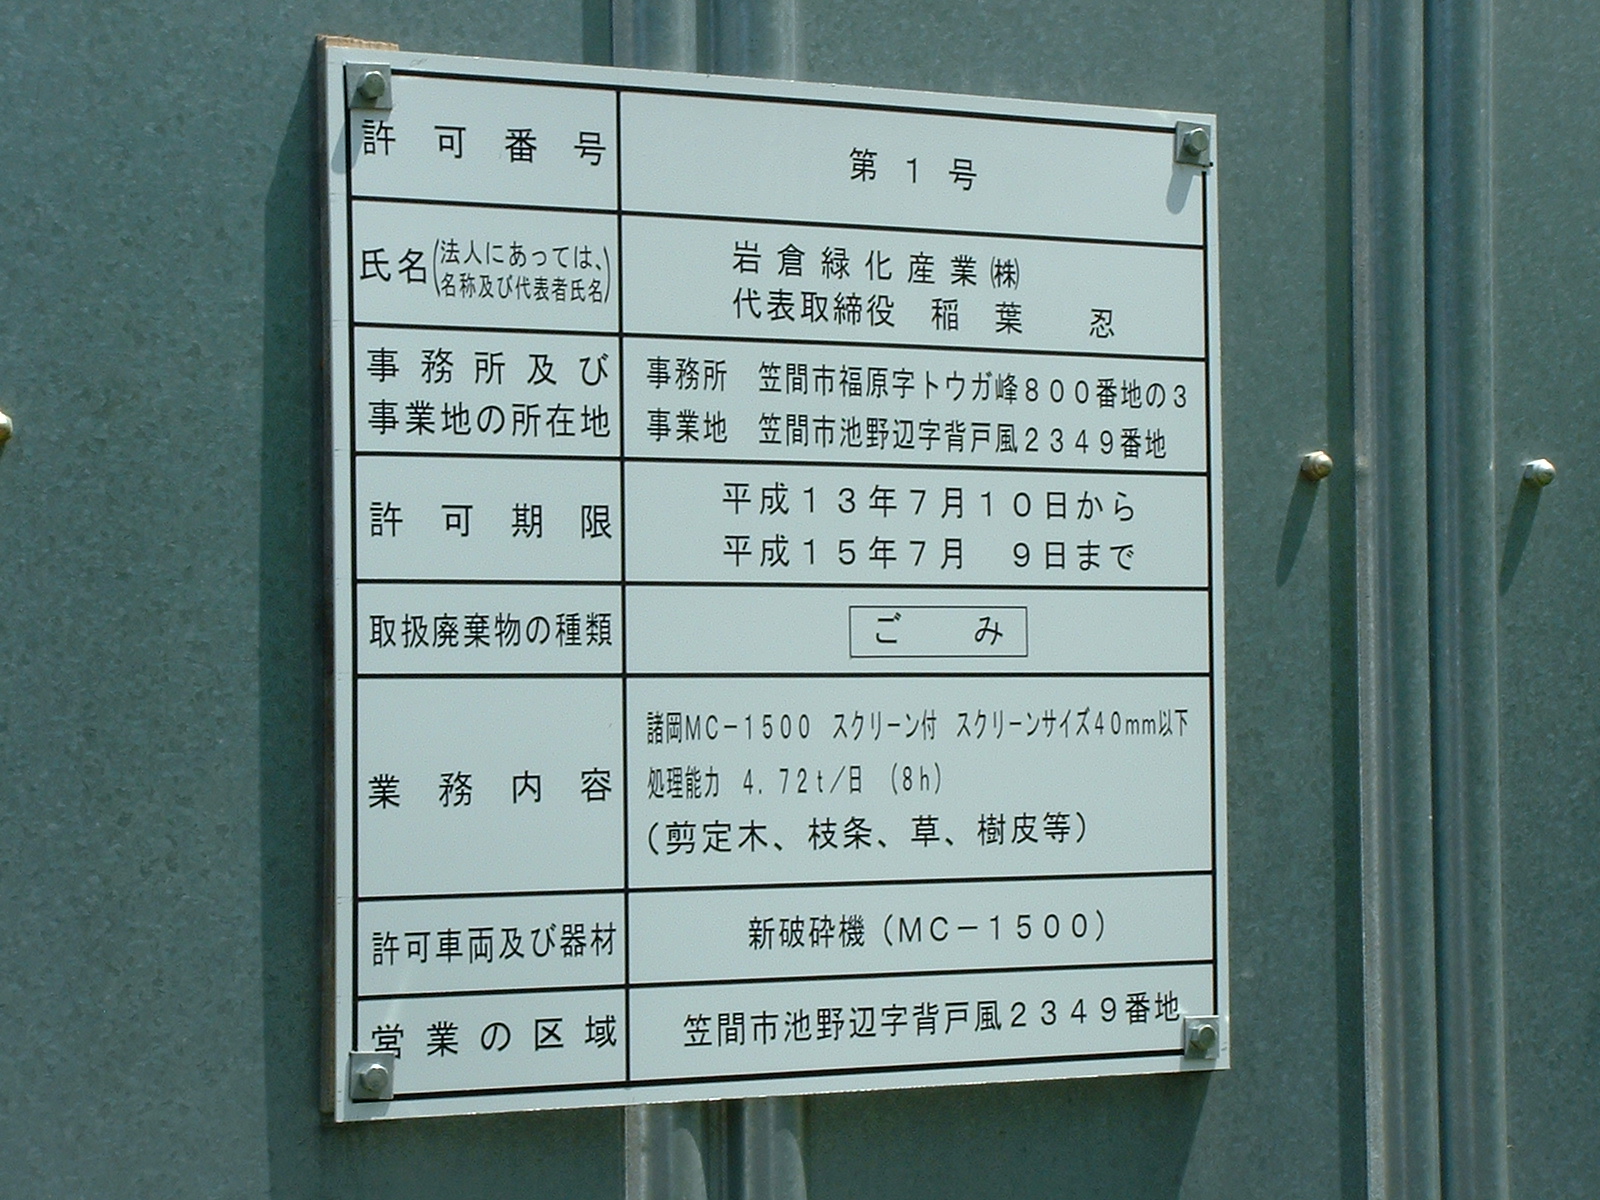 許可番号
第1号
氏名(法人にあっては、名称及び代表者氏名)
岩倉緑化産業㈱
代表取締役 稲葉 忍
事務所及び
事業地の所在地
事務所 笠間市福原字トウガ峰800番地の3
事業地 笠間市池野辺字背戸風2349番地
許可期限
平成13年7月10日から
平成15年7月 9日まで
取扱廃棄物の種類
ごみ
業務内容
諸岡MC-1500 スクリーン付 スクリーンサイズ40mm以下
処理能力 4.72t/日 (8h)
(剪定木、枝条、草、樹皮等)
許可車両及び器材
新破砕機(MC-1500)
営業の区域
笠間市池野辺字背戸風2349番地